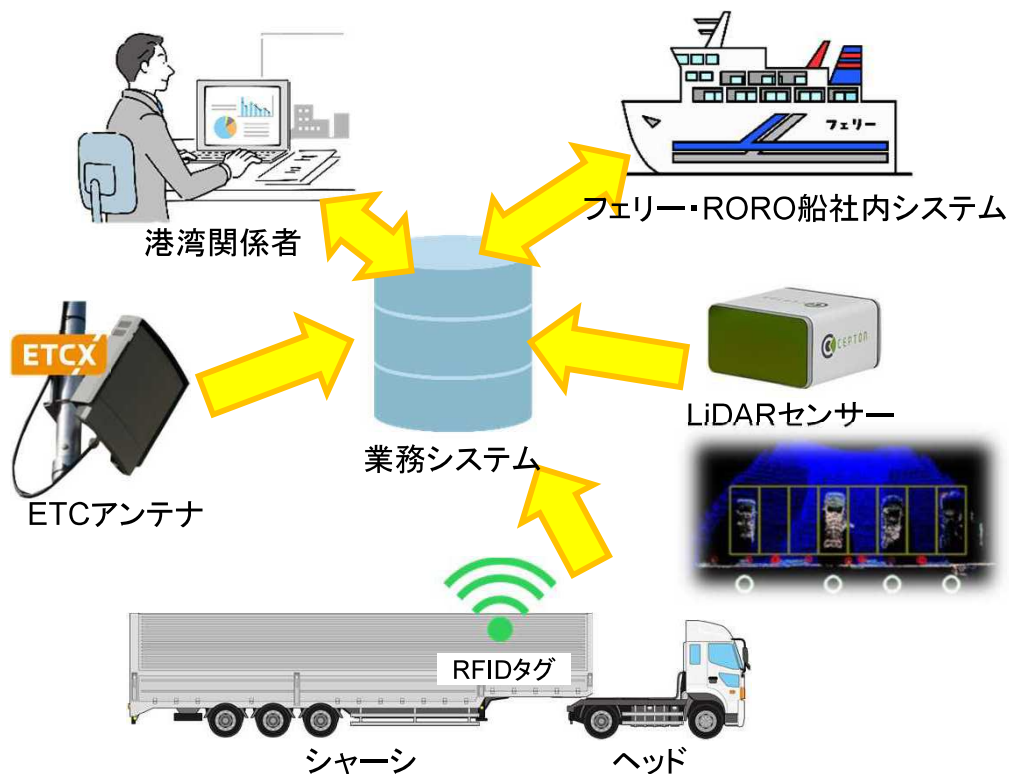 フェリー
港湾関係者
フェリー・RORO船社内システム
ETCX
CEPTON
業務システム
LiDARセンサー
ETCアンテナ
RFIDタグ
シャーシ
ヘッド